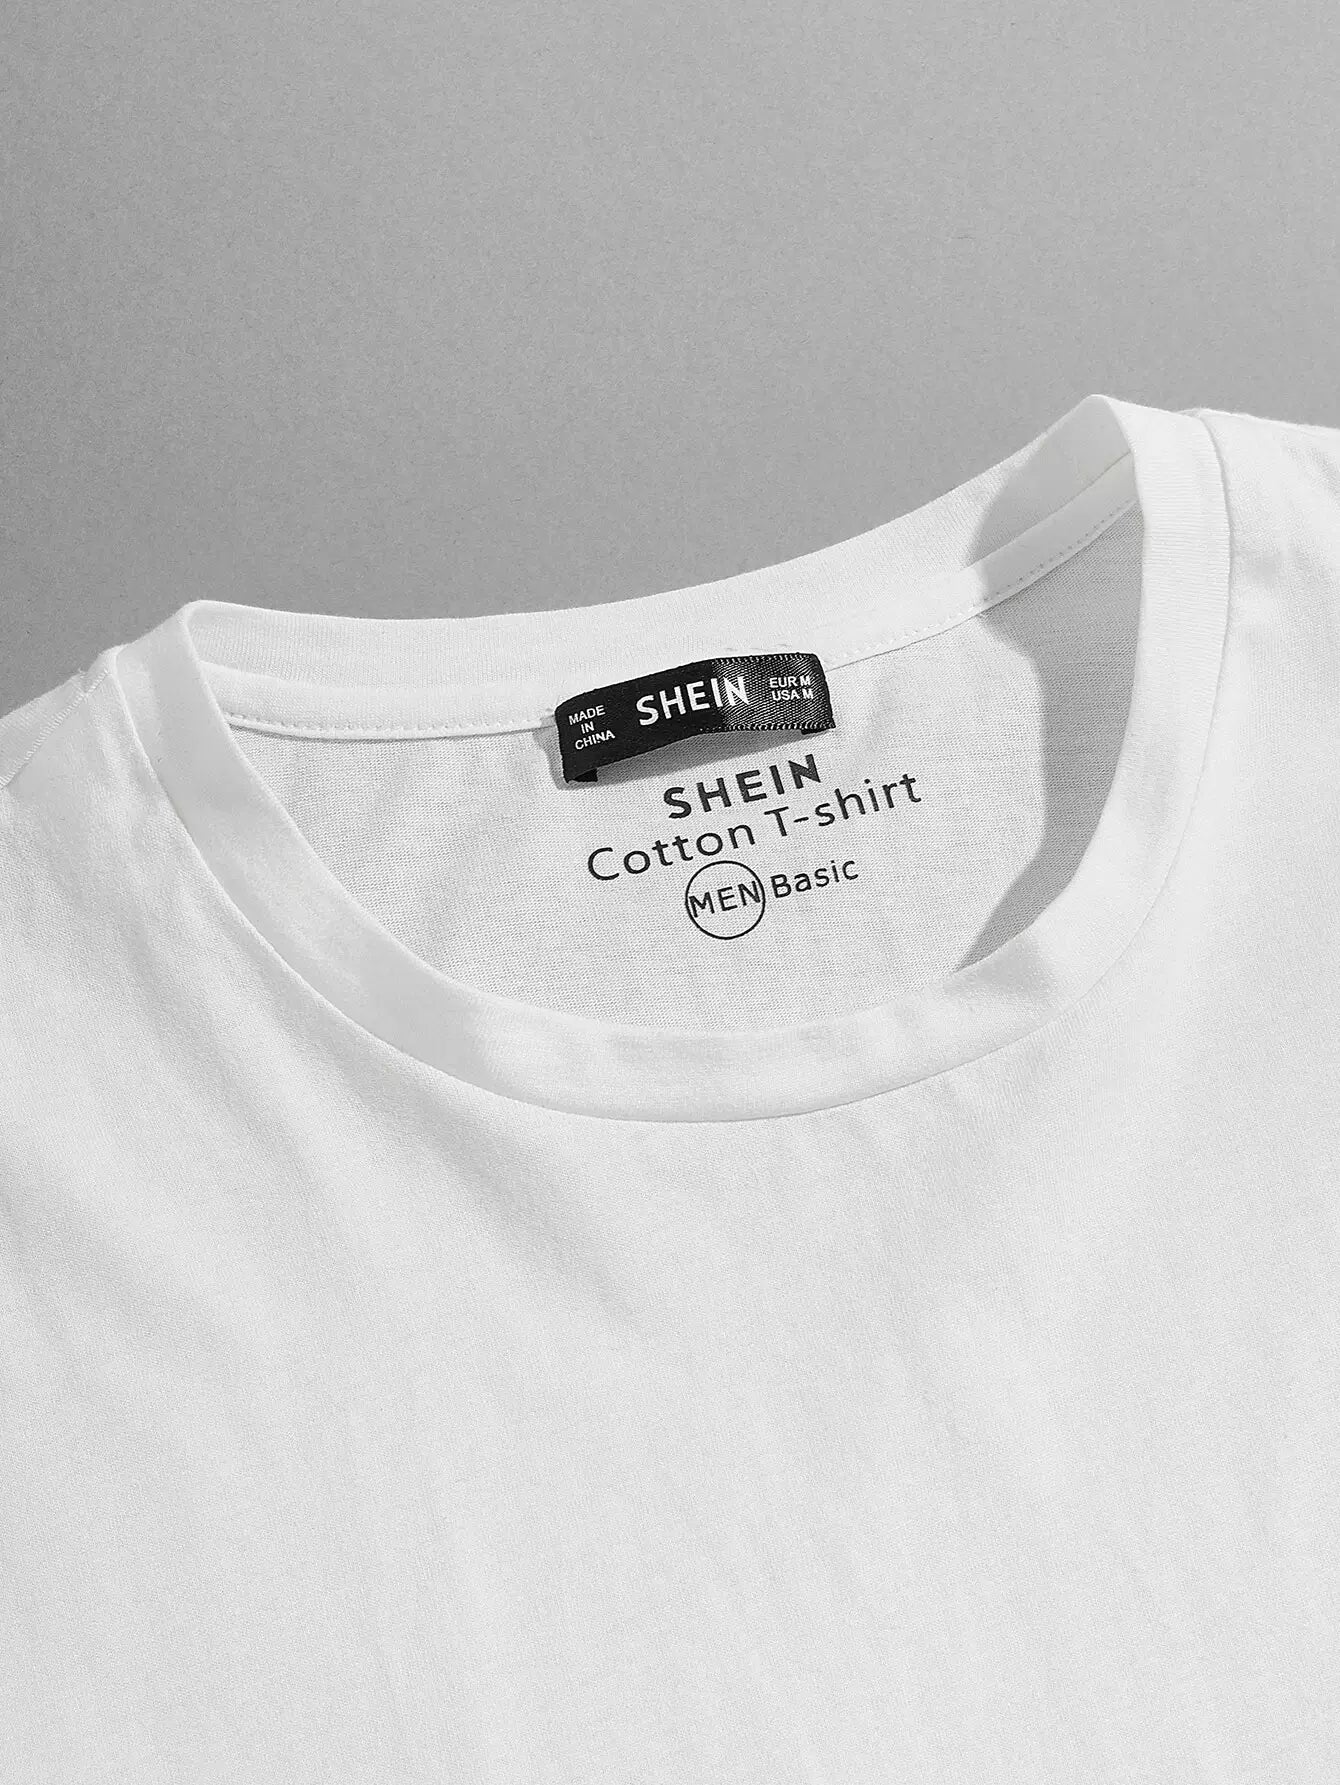 MADE
IN
CHINA
SHEIN
EUR M
USA M
SHEIN
Cotton T-shirt
MEN Basic